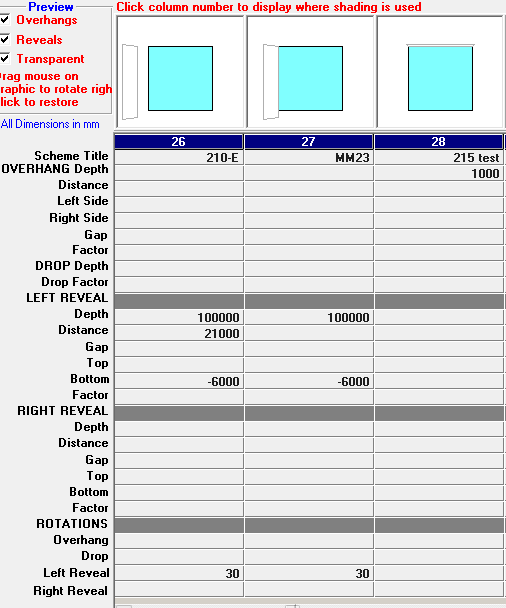 Preview
Click column number to display where shading is used
Overhangs
Reveals
Transparent
rag mouse on
raphic to rotate righ
lick to restore
All Dimensions in mm
26 27 28
Scheme Title 210-E MM23 215 test
OVERHANG Depth 1000
Distance
Left Side
Right Side
Gap
Factor
DROP Depth
Drop Factor
LEFT REVEAL
Depth 100000 100000
Distance 21000
Gap
Top
Bottom -6000 -6000
Factor
RIGHT REVEAL
Depth
Distance
Gap
Top
Bottom
Factor
ROTATIONS
Overhang
Drop
Left Reveal 30 30
Right Reveal